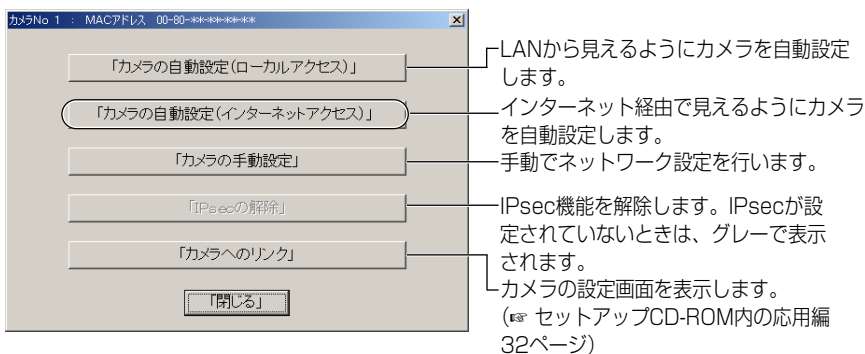 カメラNo 1 : MACアドレス 00-80-**-**-**-**
「カメラの自動設定(ローカルアクセス)」
「カメラの自動設定(インターネットアクセス)」
「カメラの手動設定」
「IPsecの解除」
「カメラへのリンク」
「閉じる」
LANから見えるようにカメラを自動設定
します。
インターネット経由で見えるようにカメラ
を自動設定します。
手動でネットワーク設定を行います。
IPsec機能を解除します。IPsecが設
定されていないときは、グレーで表示
されます。
カメラの設定画面を表示します。
(☞ セットアップCD-ROM内の応用編
32ページ)